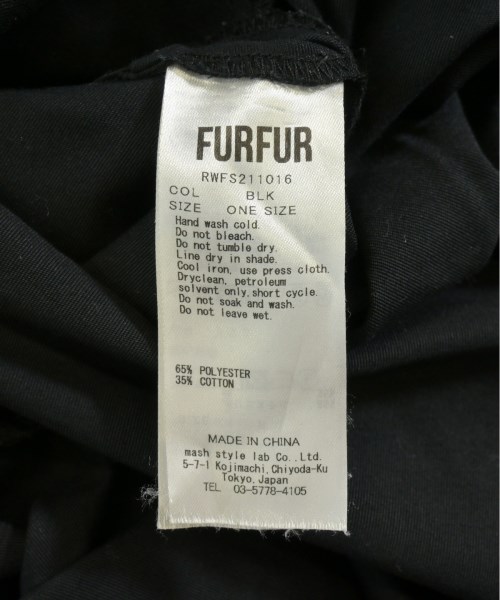 FURFUR
RWFS211016
COL BLK
SIZE ONE SIZE
Hand wash cold.
Do not bleach.
Do not tumble dry.
Line dry in shade.
Cool iron, use press cloth.
Dryclean, petroleum
solvent only,short cycle.
Do not soak and wash.
Do not leave wet.
65% POLYESTER
35% COTTON
MADE IN CHINA
mash style lab Co.,Ltd.
5-7-1 Kojimachi,Chiyoda-Ku
Tokyo,Japan
TEL 03-5778-4105